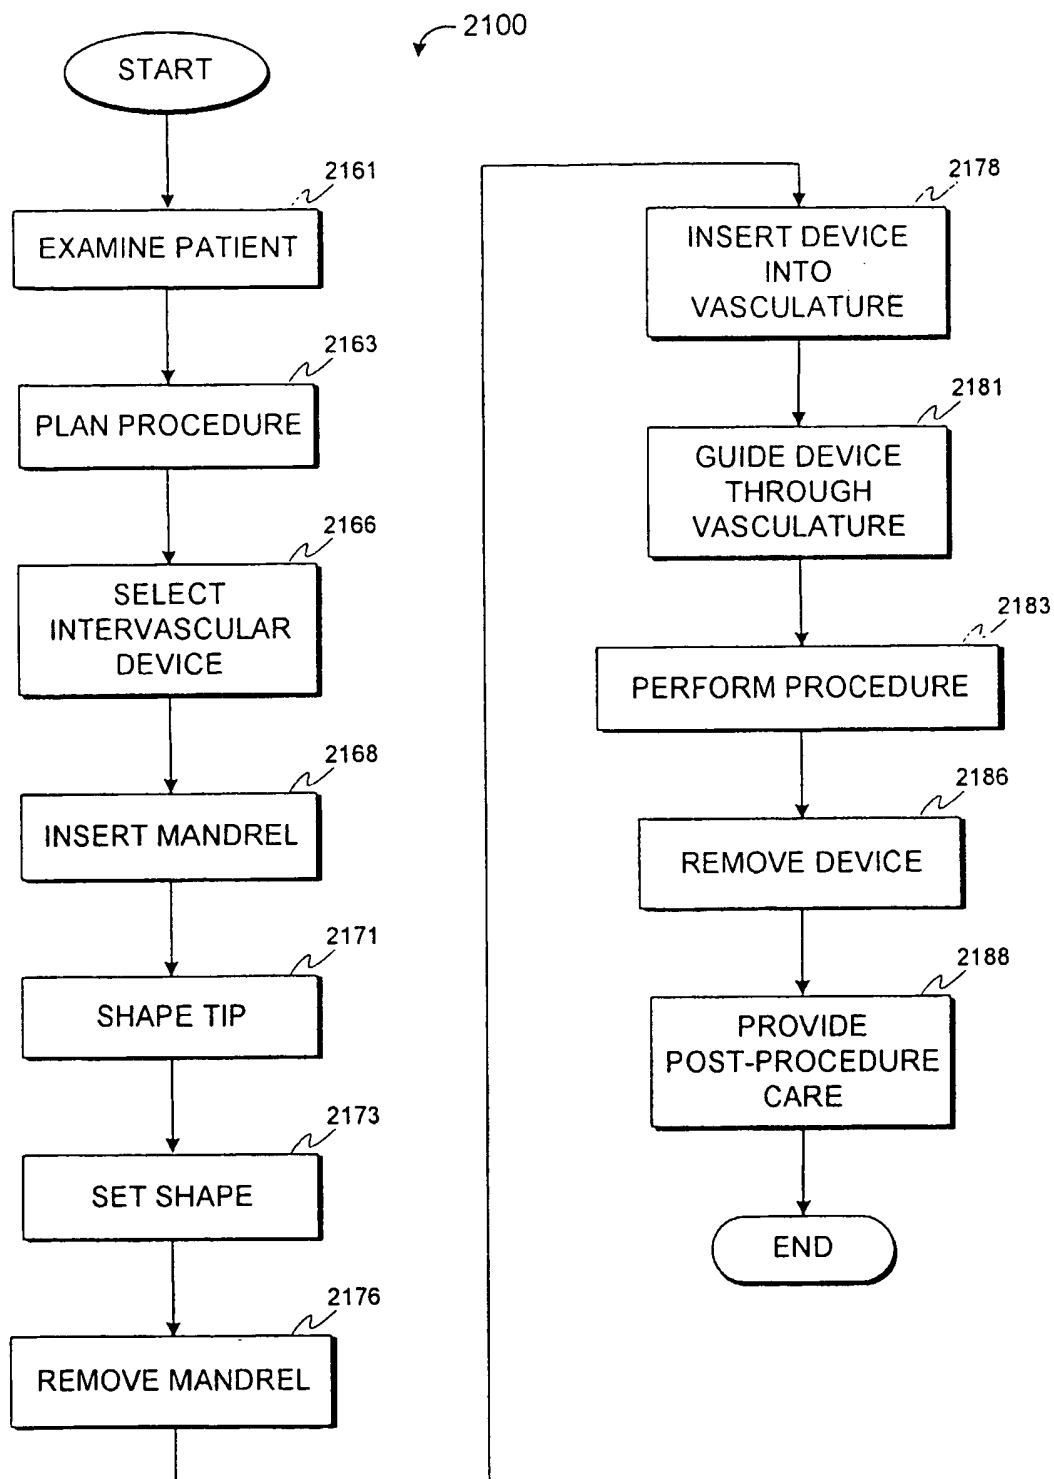 2100
START
2161
EXAMINE PATIENT
2163
PLAN PROCEDURE
2166
SELECT
INTERVASCULAR
DEVICE
2168
INSERT MANDREL
2171
SHAPE TIP
2173
SET SHAPE
2176
REMOVE MANDREL
2178
INSERT DEVICE
INTO
VASCULATURE
2181
GUIDE DEVICE
THROUGH
VASCULATURE
2183
PERFORM PROCEDURE
2186
REMOVE DEVICE
2188
PROVIDE
POST-PROCEDURE
CARE
END